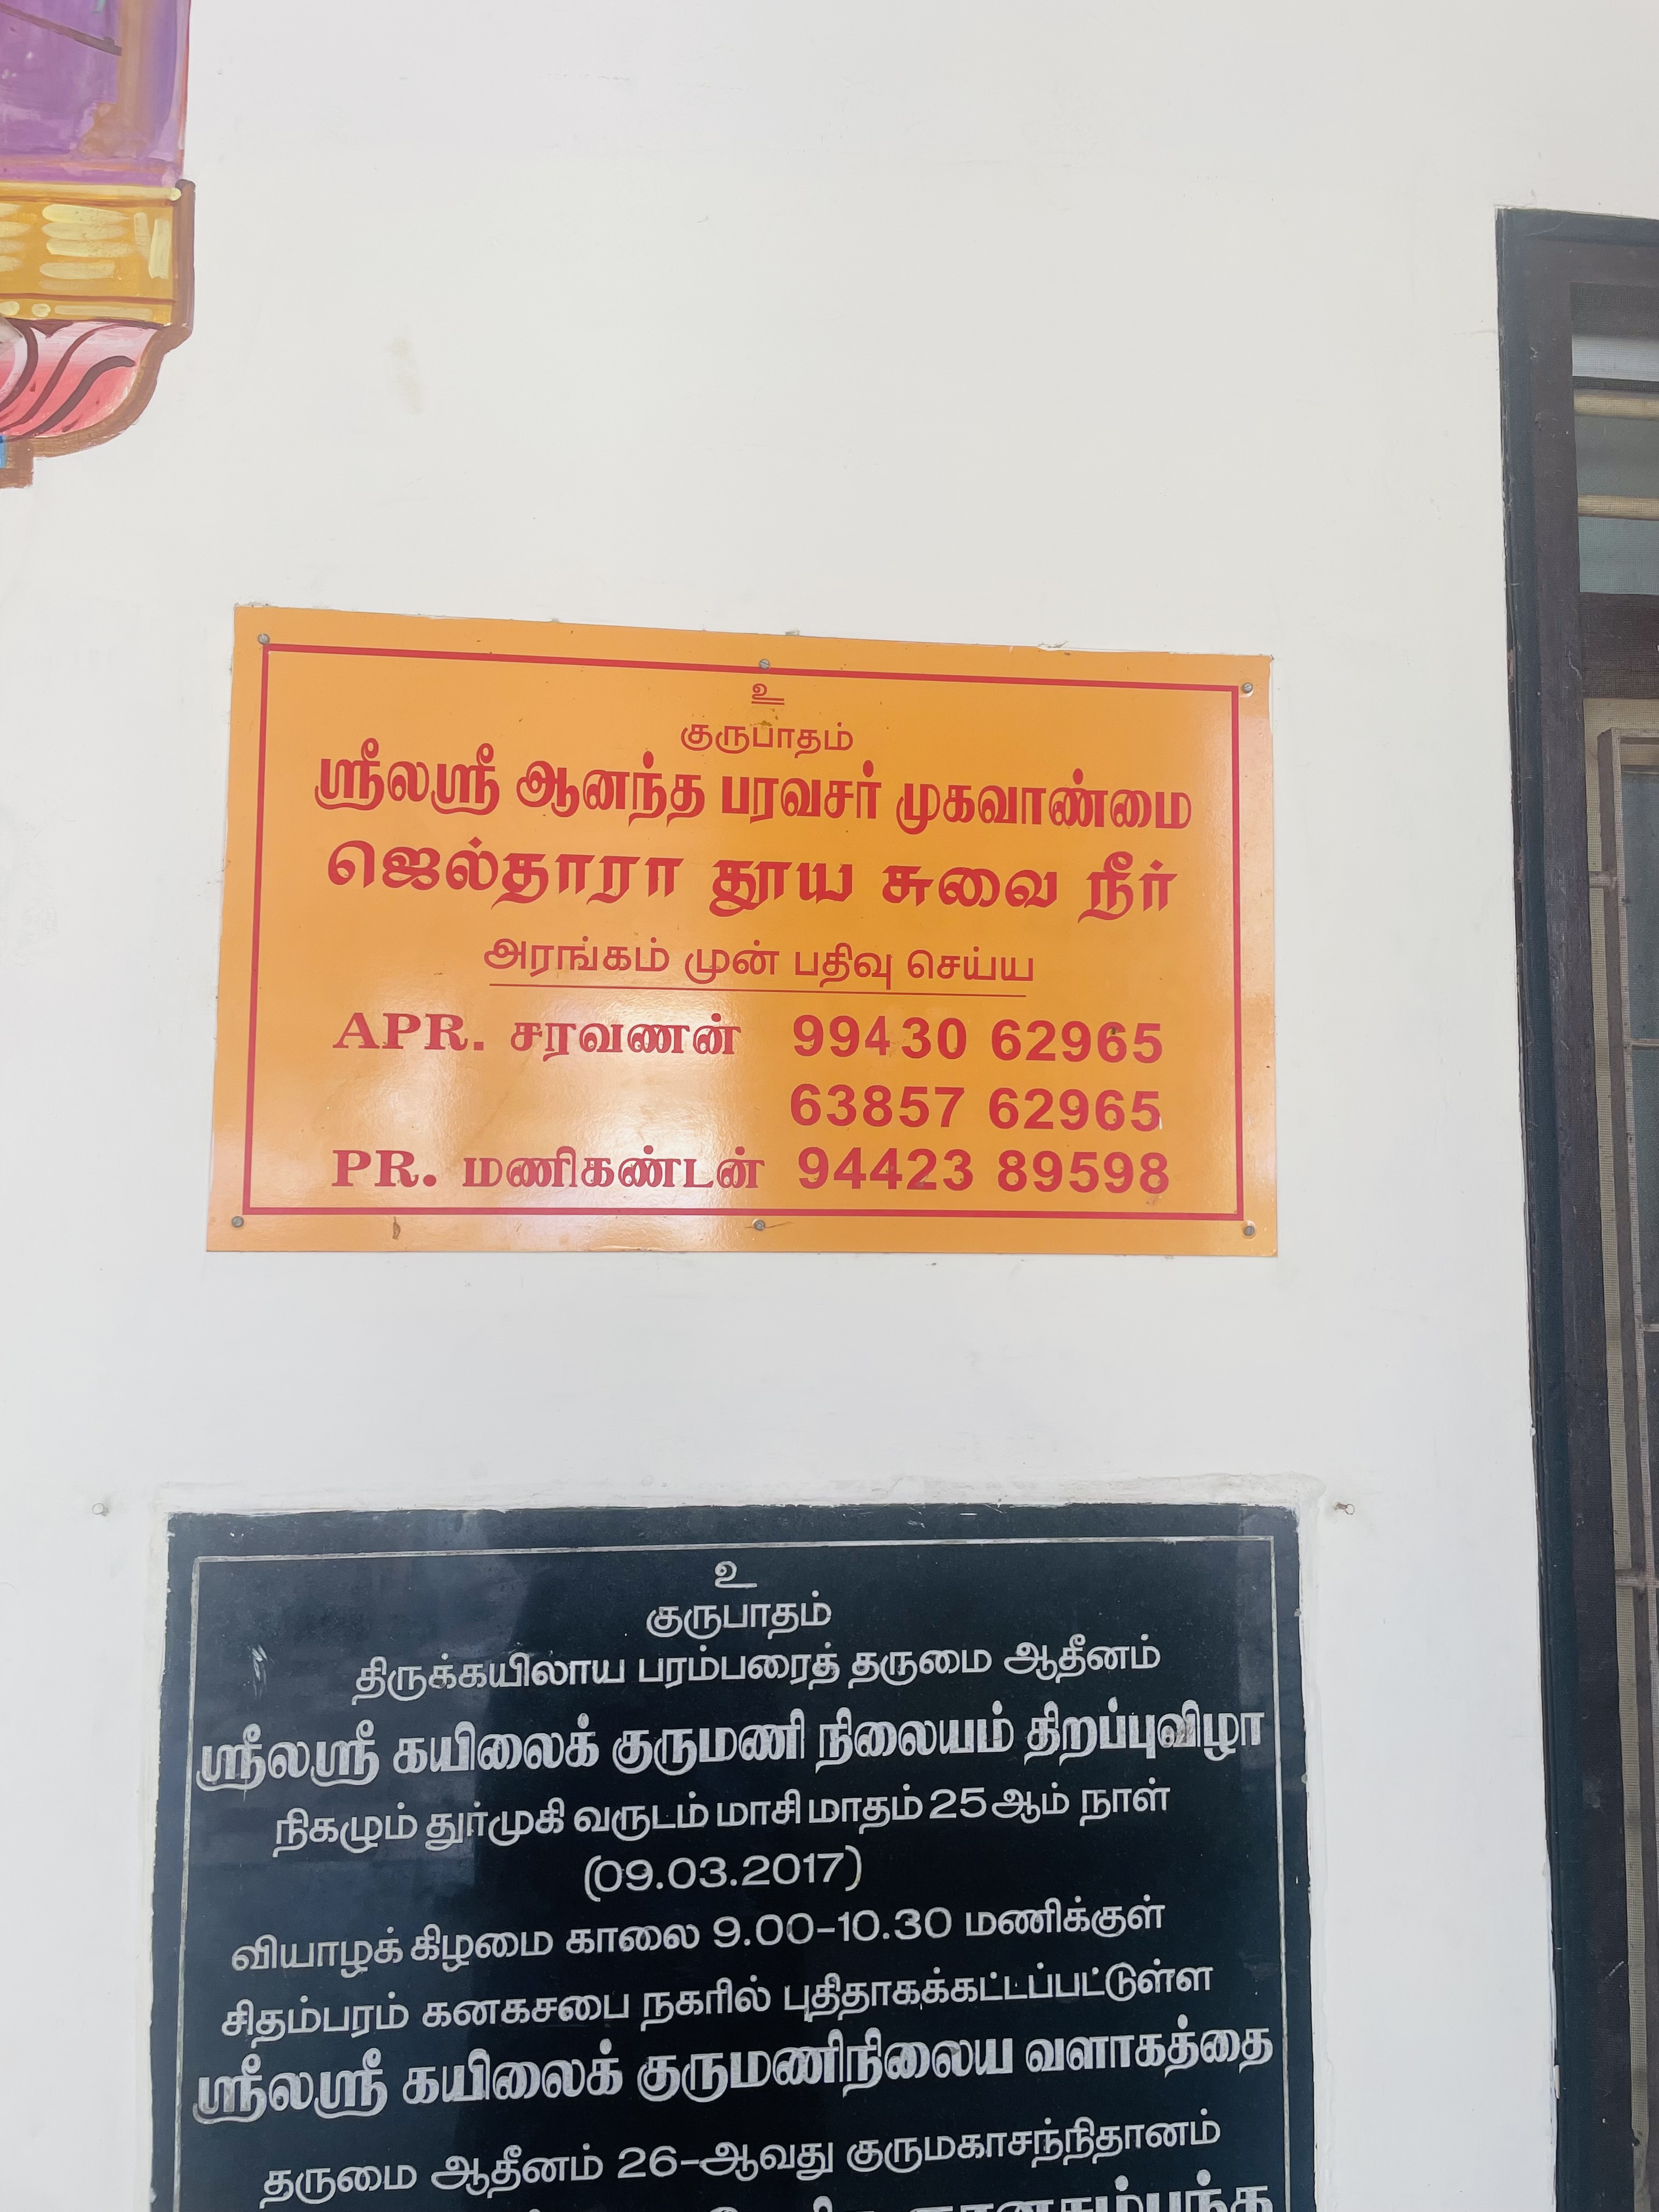 உ
குருபாதம்
ஸ்ரீலஸ்ரீ ஆனந்த பரவசர் முகவாண்மை
ஜெல்தாரா தூய சுவை நீர்
அரங்கம் முன் பதிவு செய்ய
APR. சரவணன் 99430 62965
63857 62965
PR. மணிகண்டன் 94423 89598
உ
குருபாதம்
திருக்கயிலாய பரம்பரைத் தருமை ஆதீனம்
ஸ்ரீலஸ்ரீ கயிலைக் குருமணி நிலையம் திறப்புவிழா
நிகழும் துர்முகி வருடம் மாசி மாதம் 25ஆம் நாள்
(09.03.2017)
வியாழக் கிழமை காலை 9.00-10.30 மணிக்குள்
சிதம்பரம் கனகசபை நகரில் புதிதாகக்கட்டப்பட்டுள்ள
ஸ்ரீலஸ்ரீ கயிலைக் குருமணிநிலைய வளாகத்தை
தருமை ஆதீனம் 26-ஆவது குருமகாசந்நிதானம்